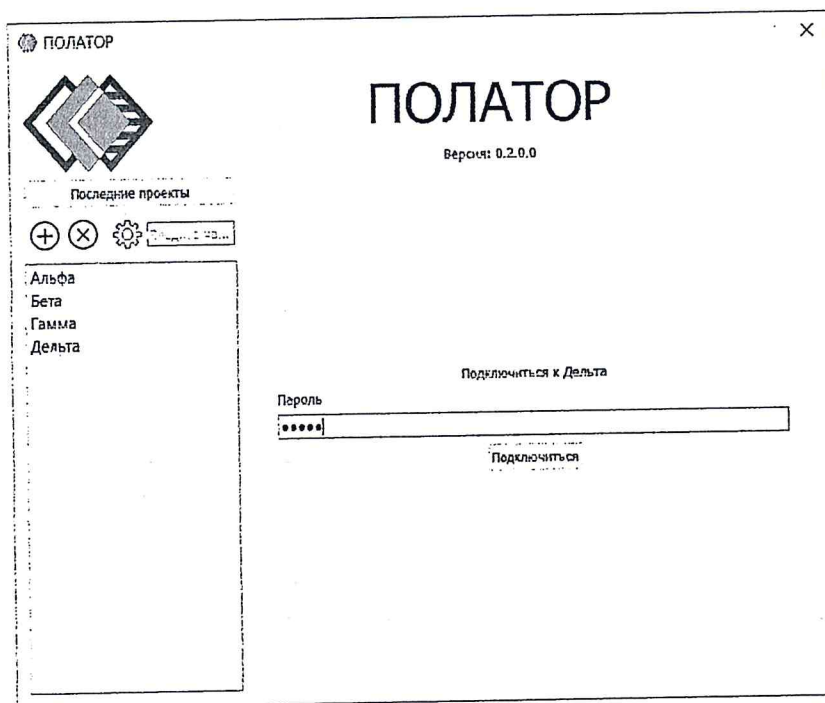 ПОЛАТОР
ПОЛАТОР
Версия: 0.2.0.0
Последние проекты
Альфа
Бета
Гамма
Дельта
Подключиться к Дельта
Пароль
Подключиться